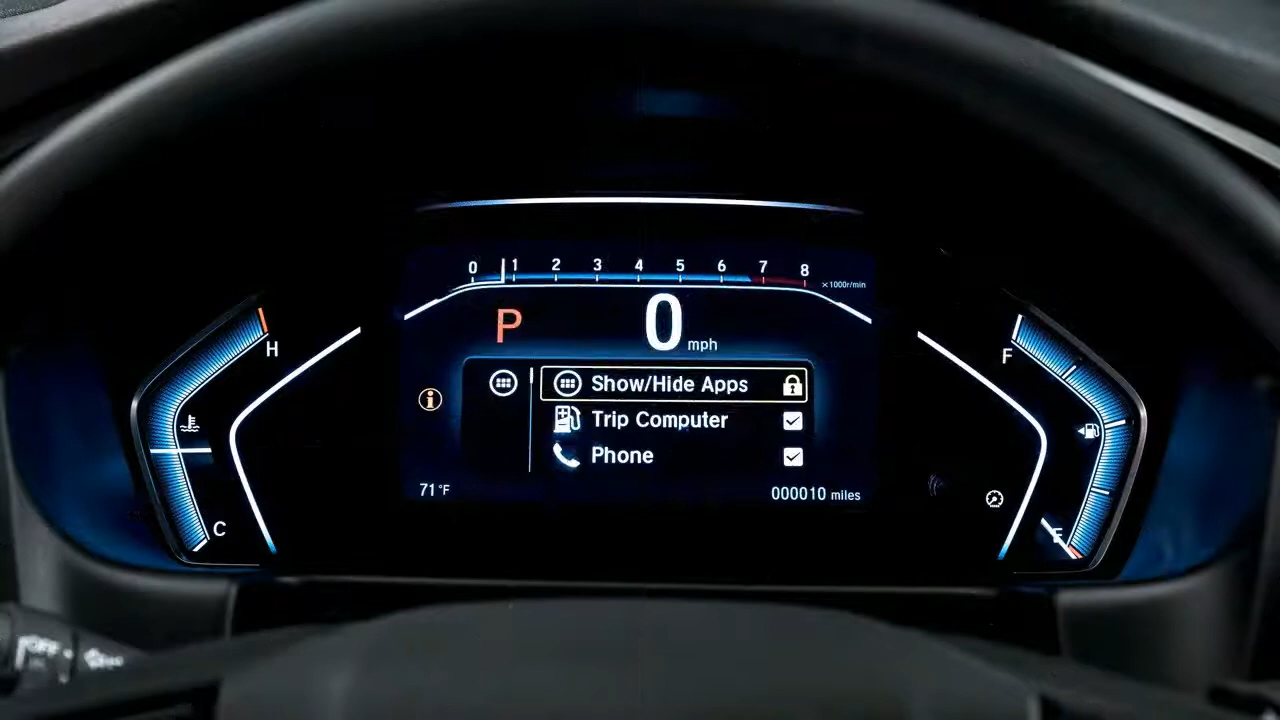 0 1 2 3 4 5 6 7 8
×1000r/min
P
0 mph
H
F
i
Show/Hide Apps
Trip Computer
Phone
71°F
000010 miles
C
E
OFF